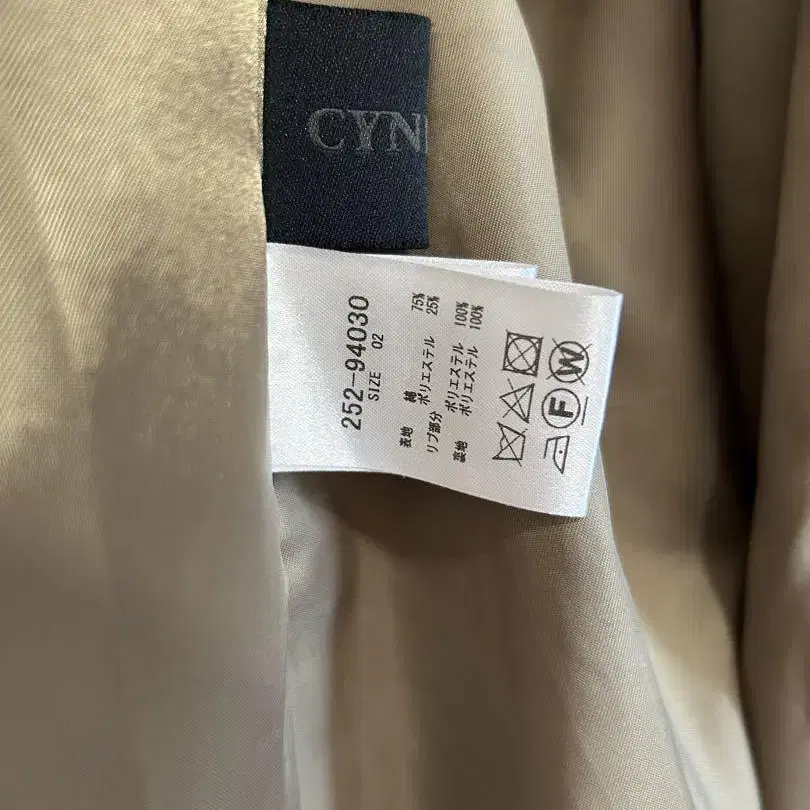 CYN
252-94030
SIZE 02
表地 綿 75%
ポリエステル 25%
リブ部分 ポリエステル 100%
裏地 ポリエステル 100%
F W